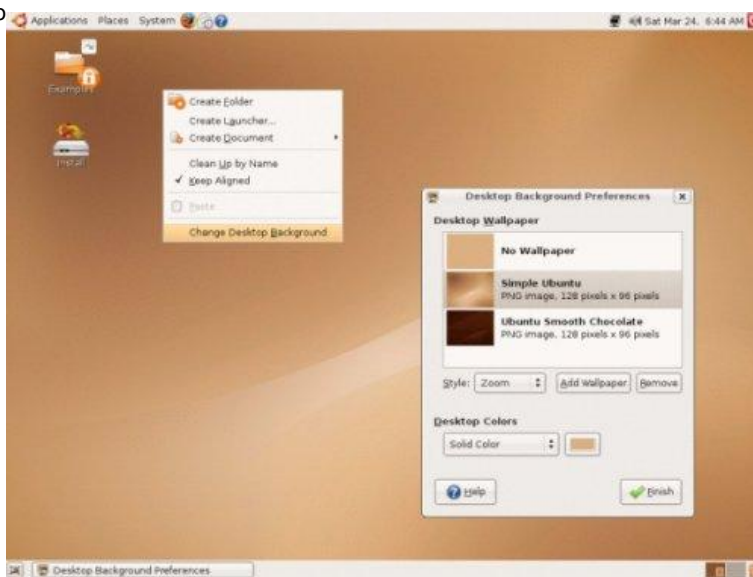 Applications Places System
Sat Mar 24, 6:44 AM
Examples
Install
Create Folder
Create Launcher...
Create Document
Clean Up by Name
Keep Aligned
Paste
Change Desktop Background
Desktop Background Preferences
Desktop Wallpaper
No Wallpaper
Simple Ubuntu
PNG image, 128 pixels x 96 pixels
Ubuntu Smooth Chocolate
PNG image, 128 pixels x 96 pixels
Style: Zoom Add Wallpaper Remove
Desktop Colors
Solid Color
Help Finish
Desktop Background Preferences